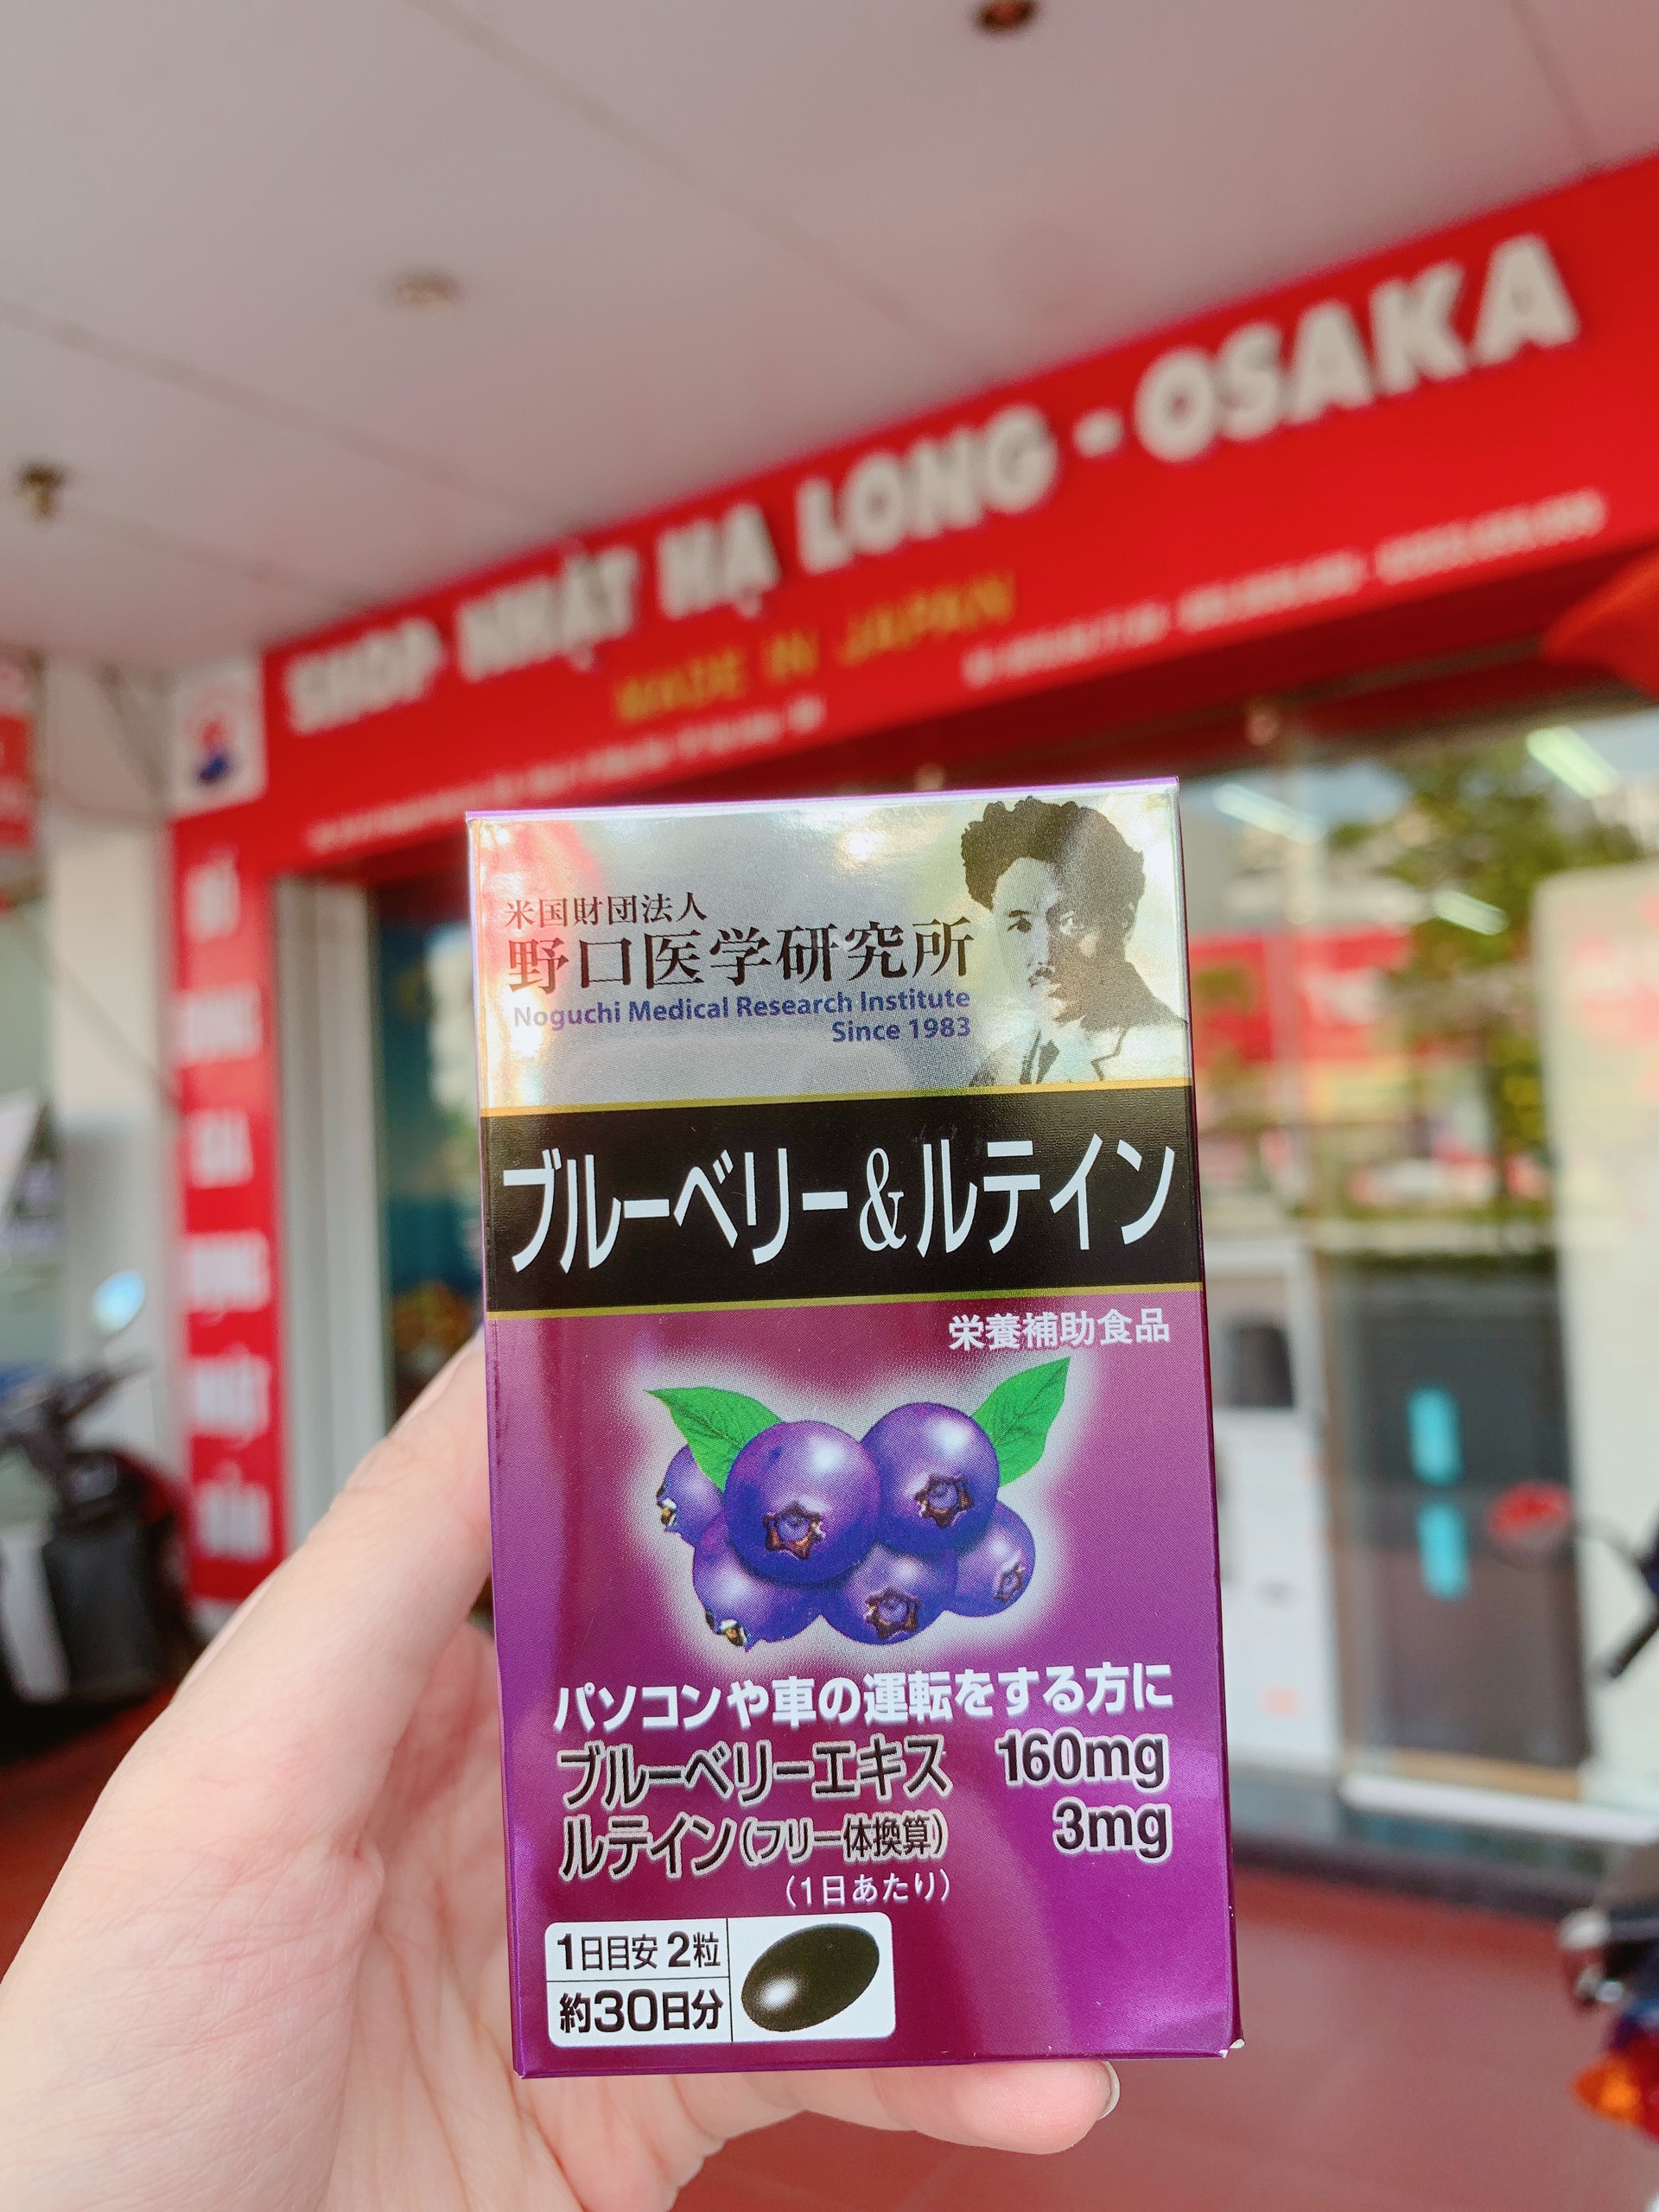 SHOP NHẬT HẠ LONG - OSAKA
MADE IN JAPAN
米国財団法人
野口医学研究所
Noguchi Medical Research Institute
Since 1983
ブルーベリー&ルテイン
栄養補助食品
パソコンや車の運転をする方に
ブルーベリーエキス 160mg
ルテイン(フリー体換算) 3mg
(1日あたり)
1日目安 2粒
約30日分